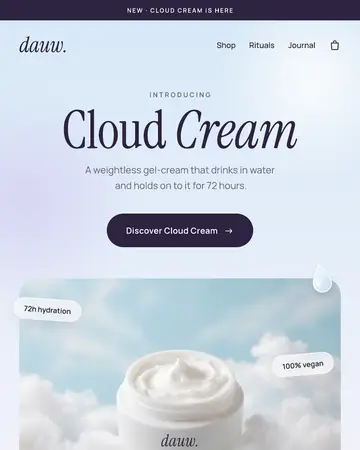 NEW · CLOUD CREAM IS HERE
dauw.
Shop Rituals Journal
INTRODUCING
Cloud Cream
A weightless gel-cream that drinks in water
and holds on to it for 72 hours.
Discover Cloud Cream →
72h hydration
100% vegan
dauw.